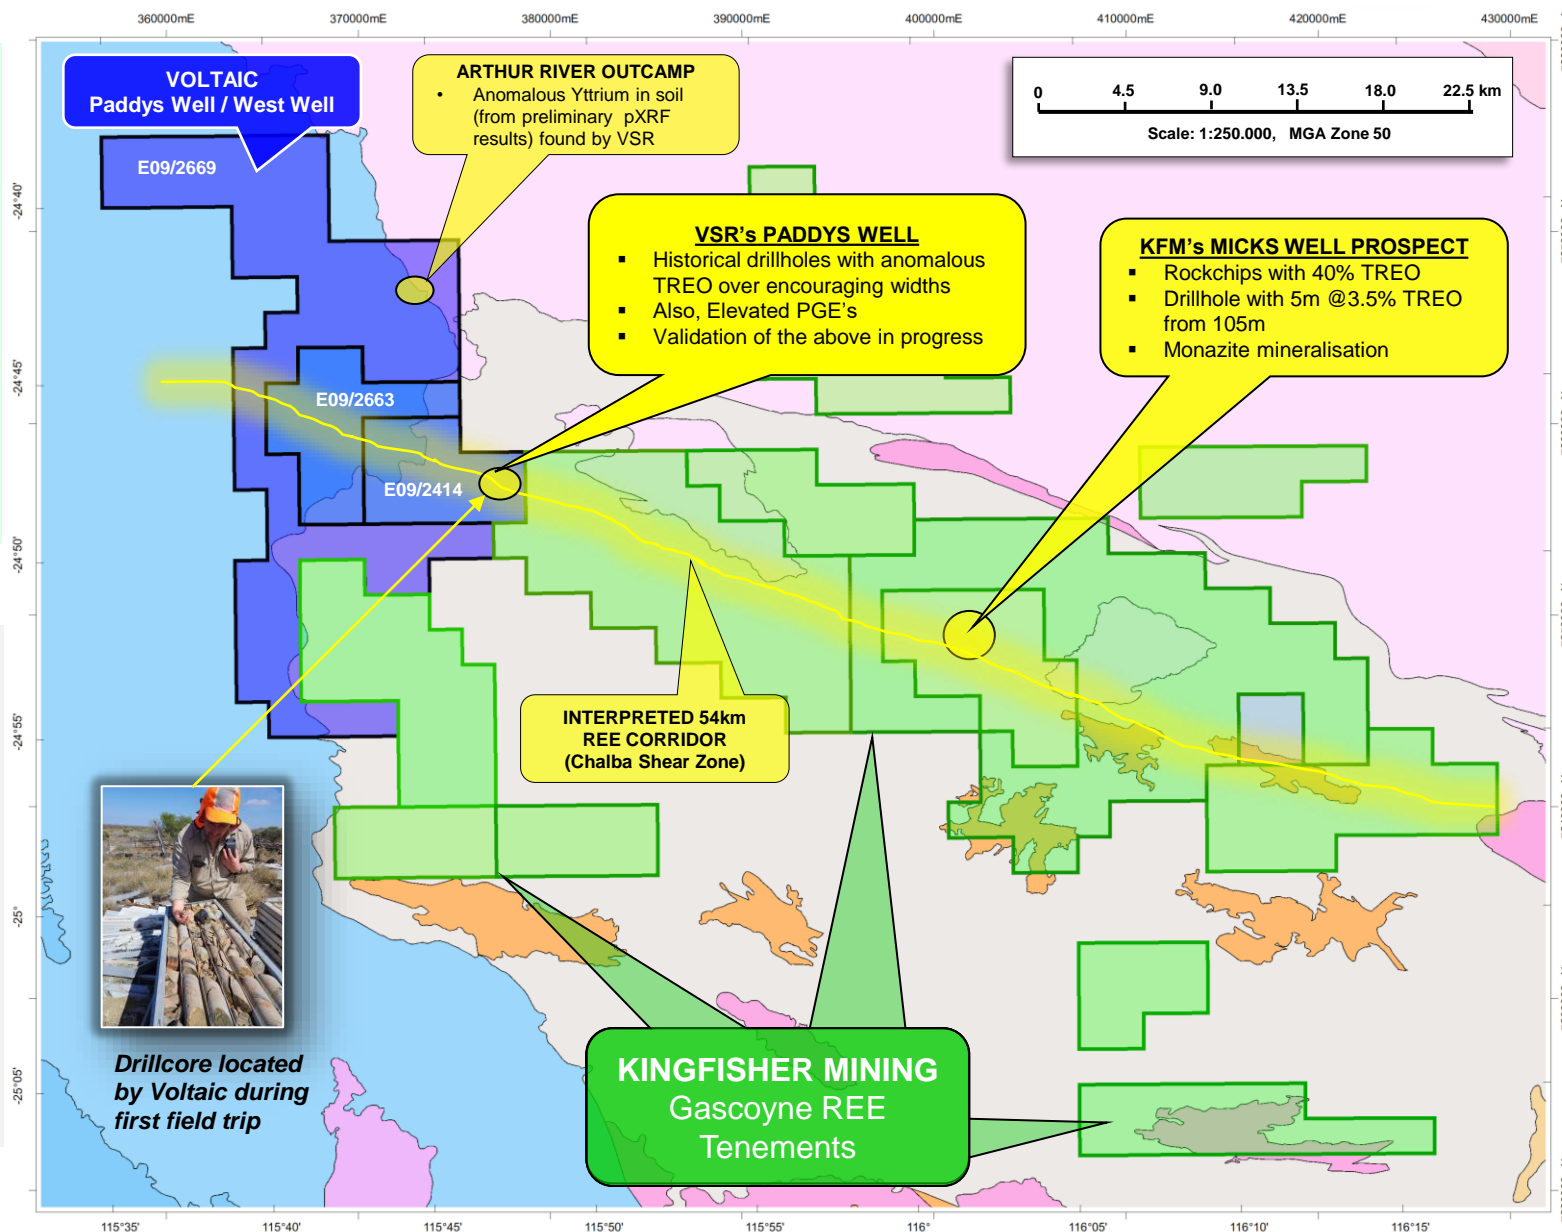 360000mE 370000mE 380000mE 390000mE 400000mE 410000mE 420000mE 430000mE
VOLTAIC
Paddys Well / West Well
ARTHUR RIVER OUTCAMP
• Anomalous Yttrium in soil
(from preliminary pXRF
results) found by VSR
0 4.5 9.0 13.5 18.0 22.5 km
Scale: 1:250.000, MGA Zone 50
E09/2669
-24°40'
VSR's PADDYS WELL
▪ Historical drillholes with anomalous
TREO over encouraging widths
▪ Also, Elevated PGE's
▪ Validation of the above in progress
KFM's MICKS WELL PROSPECT
▪ Rockchips with 40% TREO
▪ Drillhole with 5m @3.5% TREO
from 105m
▪ Monazite mineralisation
-24°45'
E09/2663
E09/2414
-24°50'
INTERPRETED 54km
REE CORRIDOR
(Chalba Shear Zone)
-24°55'
-25°
Drillcore located
by Voltaic during
first field trip
KINGFISHER MINING
Gascoyne REE
Tenements
-25°05'
115°35' 115°40' 115°45' 115°50' 115°55' 116° 116°05' 116°10' 116°15'